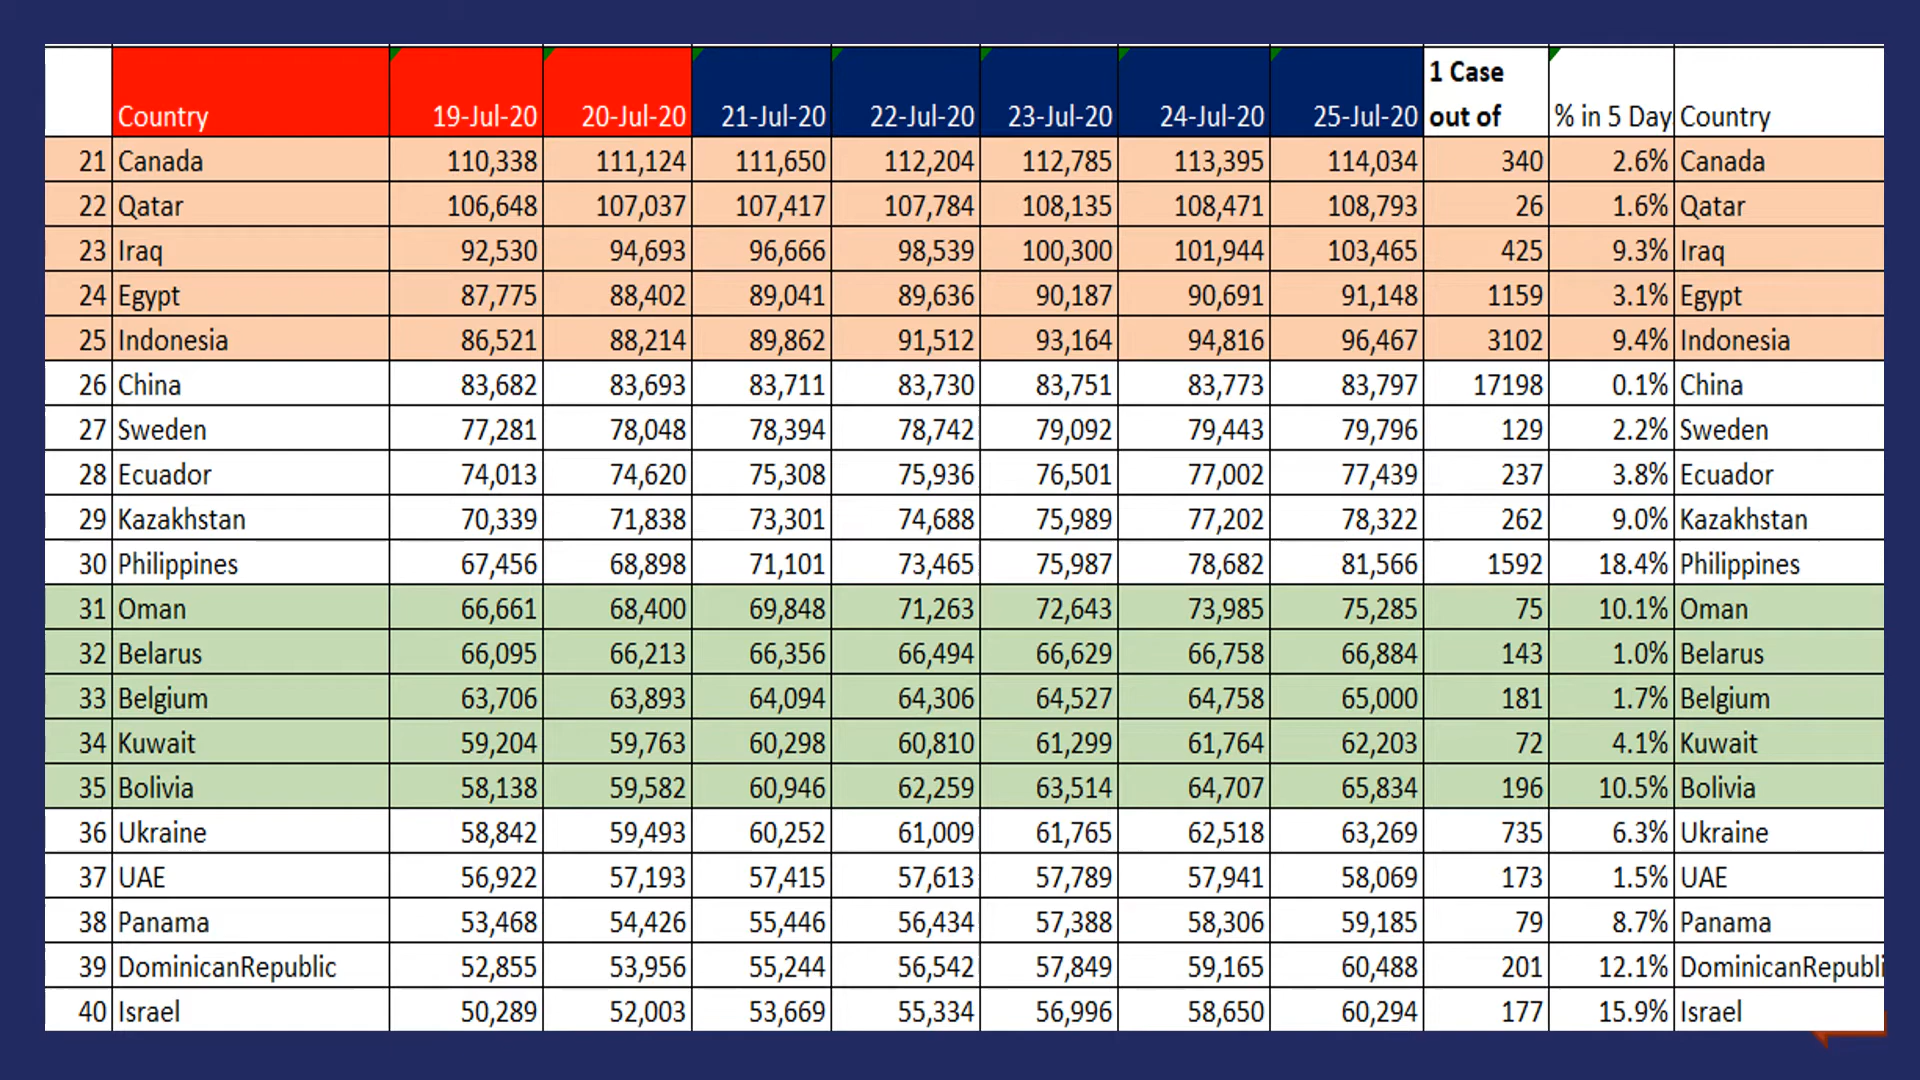 Country 19-Jul-20 20-Jul-20 21-Jul-20 22-Jul-20 23-Jul-20 24-Jul-20 25-Jul-20 1 Case out of % in 5 Day Country
21 Canada 110,338 111,124 111,650 112,204 112,785 113,395 114,034 340 2.6% Canada
22 Qatar 106,648 107,037 107,417 107,784 108,135 108,471 108,793 26 1.6% Qatar
23 Iraq 92,530 94,693 96,666 98,539 100,300 101,944 103,465 425 9.3% Iraq
24 Egypt 87,775 88,402 89,041 89,636 90,187 90,691 91,148 1159 3.1% Egypt
25 Indonesia 86,521 88,214 89,862 91,512 93,164 94,816 96,467 3102 9.4% Indonesia
26 China 83,682 83,693 83,711 83,730 83,751 83,773 83,797 17198 0.1% China
27 Sweden 77,281 78,048 78,394 78,742 79,092 79,443 79,796 129 2.2% Sweden
28 Ecuador 74,013 74,620 75,308 75,936 76,501 77,002 77,439 237 3.8% Ecuador
29 Kazakhstan 70,339 71,838 73,301 74,688 75,989 77,202 78,322 262 9.0% Kazakhstan
30 Philippines 67,456 68,898 71,101 73,465 75,987 78,682 81,566 1592 18.4% Philippines
31 Oman 66,661 68,400 69,848 71,263 72,643 73,985 75,285 75 10.1% Oman
32 Belarus 66,095 66,213 66,356 66,494 66,629 66,758 66,884 143 1.0% Belarus
33 Belgium 63,706 63,893 64,094 64,306 64,527 64,758 65,000 181 1.7% Belgium
34 Kuwait 59,204 59,763 60,298 60,810 61,299 61,764 62,203 72 4.1% Kuwait
35 Bolivia 58,138 59,582 60,946 62,259 63,514 64,707 65,834 196 10.5% Bolivia
36 Ukraine 58,842 59,493 60,252 61,009 61,765 62,518 63,269 735 6.3% Ukraine
37 UAE 56,922 57,193 57,415 57,613 57,789 57,941 58,069 173 1.5% UAE
38 Panama 53,468 54,426 55,446 56,434 57,388 58,306 59,185 79 8.7% Panama
39 DominicanRepublic 52,855 53,956 55,244 56,542 57,849 59,165 60,488 201 12.1% DominicanRepubli
40 Israel 50,289 52,003 53,669 55,334 56,996 58,650 60,294 177 15.9% Israel